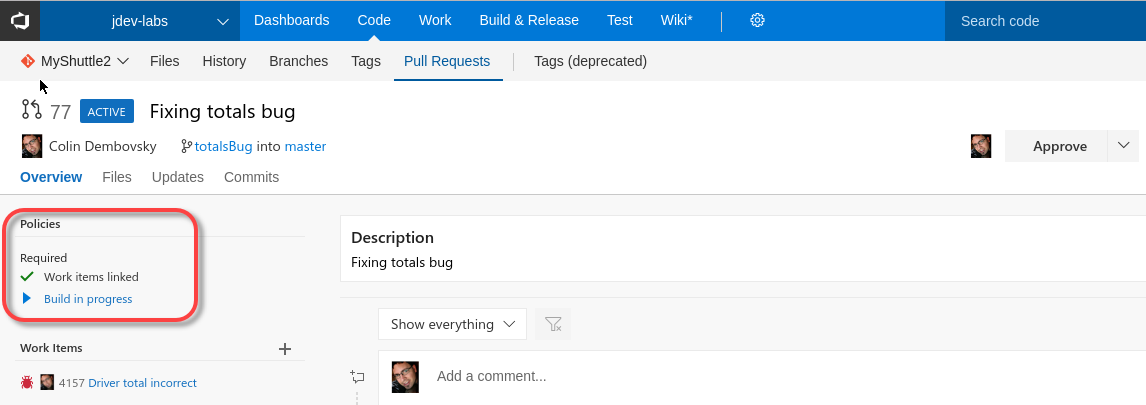 jdev-labs Dashboards Code Work Build & Release Test Wiki* Search code
MyShuttle2 Files History Branches Tags Pull Requests Tags (deprecated)
77 ACTIVE Fixing totals bug
Colin Dembovsky totalsBug into master Approve
Overview Files Updates Commits
Policies
Required
Work items linked
Build in progress
Work Items
4157 Driver total incorrect
Description
Fixing totals bug
Show everything
Add a comment...